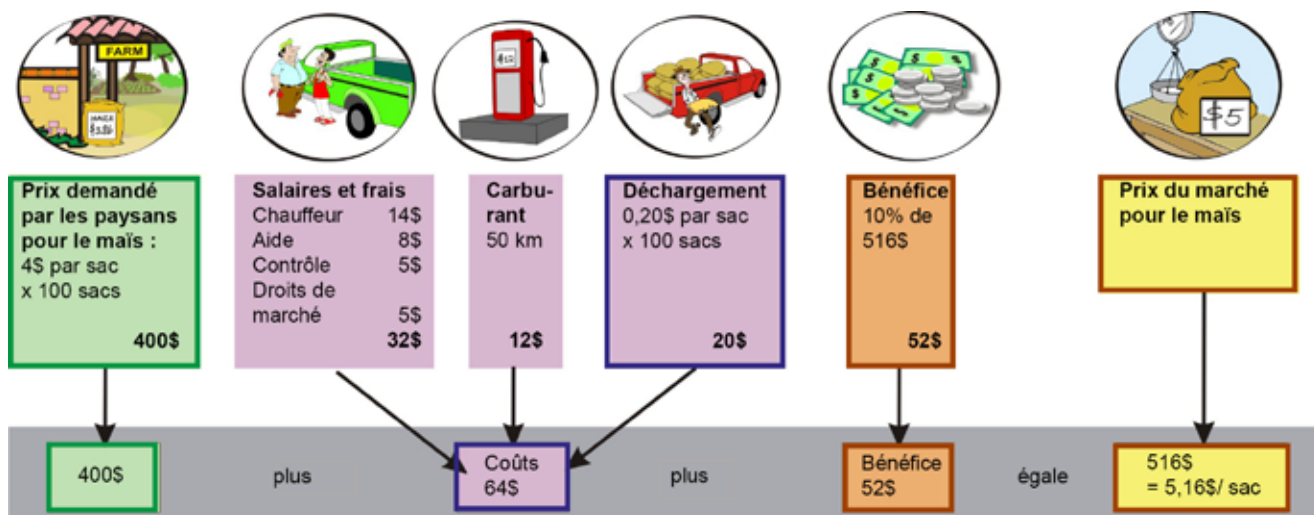 FARM
MAIZE
$5
Prix demandé
par les paysans
pour le maïs :
4$ par sac
x 100 sacs
400$
Salaires et frais
Chauffeur 14$
Aide 8$
Contrôle 5$
Droits de
marché 5$
32$
Carbu-
rant
50 km
12$
Déchargement
0,20$ par sac
x 100 sacs
20$
Bénéfice
10% de
516$
52$
Prix du marché
pour le maïs
400$
plus
Coûts
64$
plus
Bénéfice
52$
égale
516$
= 5,16$/ sac